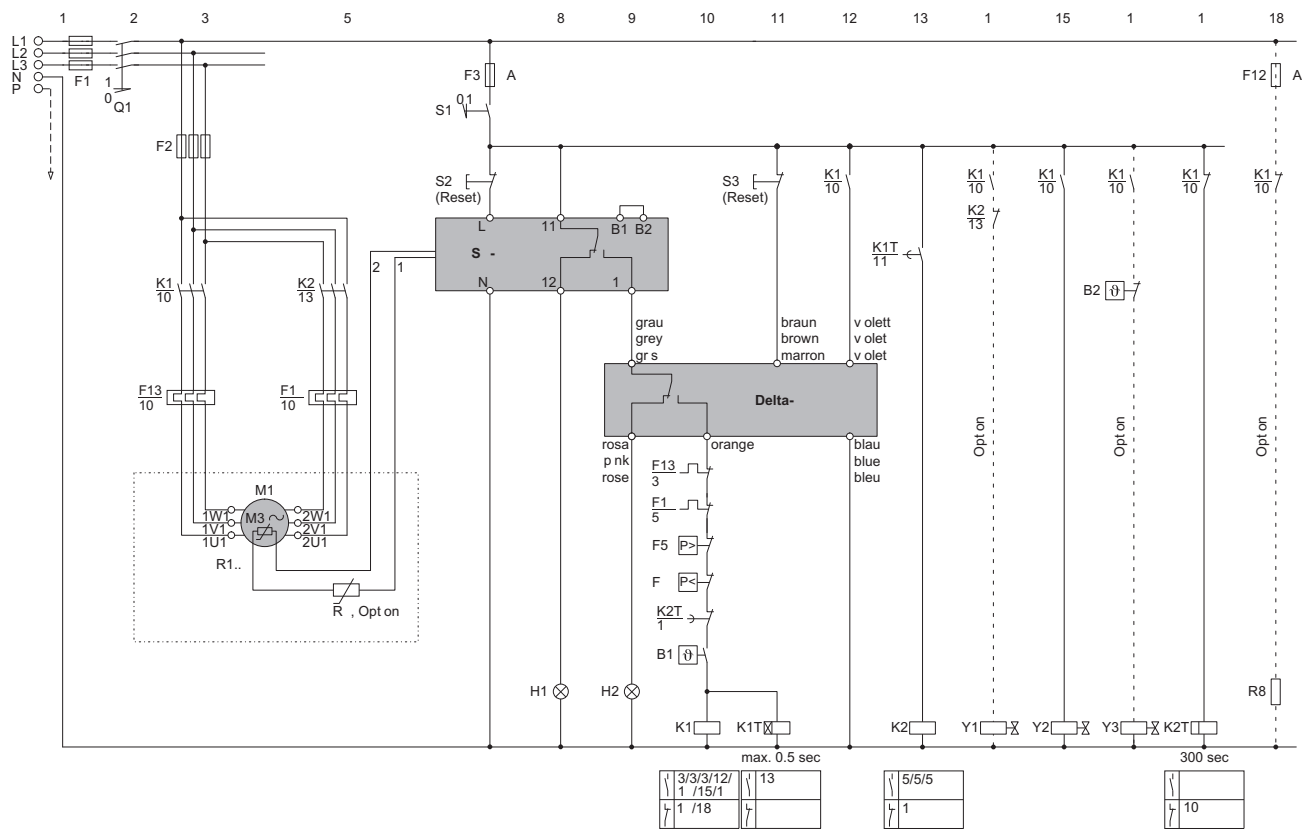 1 2 3 5 8 9 10 11 12 13 1 15 1 1 18
L1
L2
L3
N
P
F1
1
0
Q1
F2
F3 A
S1 0 1
F12 A
S2
(Reset)
S3
(Reset)
K1
10
K1
10
K2
13
K1
10
K1
10
K1
10
K1
10
L 11 B1 B2
S -
N 12 1
2 1
K1T
11
B2 ϑ
K1
10
K2
13
grau
grey
gr s
braun
brown
marron
v olett
v olet
v olet
Delta-
F13
10
F1
10
rosa
p nk
rose
orange
blau
blue
bleu
Opt on
Opt on
Opt on
F13
3
F1
5
F5 P>
F P<
K2T
1
B1 ϑ
M1
M3
1W1
1V1
1U1
2W1
2V1
2U1
R1..
R , Opt on
H1 H2 R8
K1 K1T K2 Y1 Y2 Y3 K2T
max. 0.5 sec 300 sec
3/3/3/12/
1 /15/1
1 /18
13
5/5/5
1
10